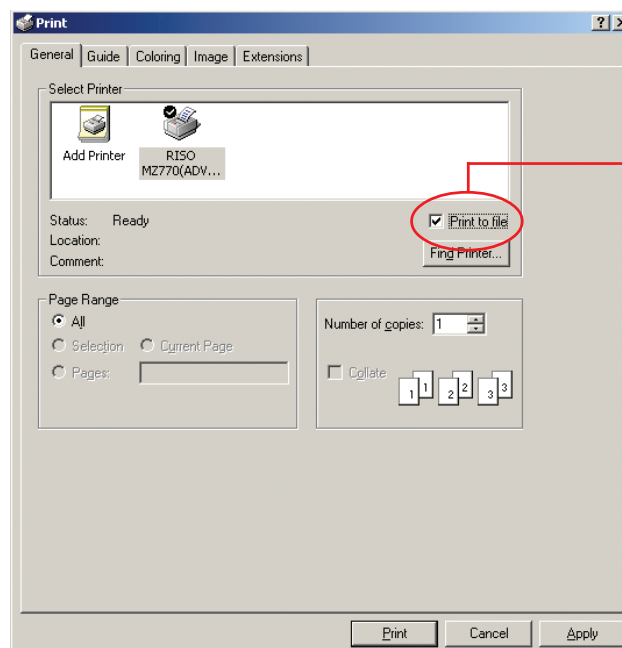 Print
General Guide Coloring Image Extensions
Select Printer
Add Printer
RISO
MZ770(ADV...
Status: Ready
Location:
Comment:
Print to file
Find Printer...
Page Range
All
Selection Current Page
Pages:
Number of copies: 1
Collate
1 1 2 2 3 3
Print Cancel Apply